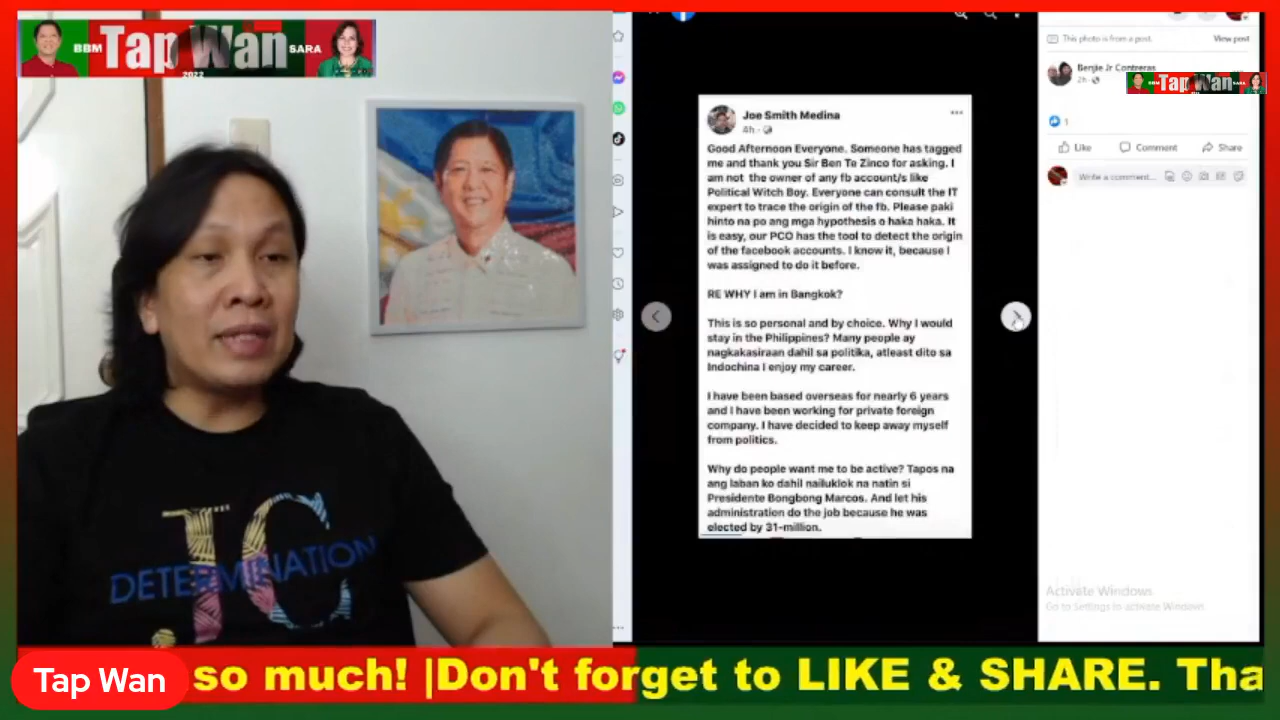 BBM Tap Wan SARA
2022
This photo is from a post.
View post
Benjie Jr Contreras
2h
Tap Wan
1
Like Comment Share
Write a comment...
Joe Smith Medina
4h
Good Afternoon Everyone. Someone has tagged
me and thank you Sir Ben Te Zinco for asking. I
am not the owner of any fb account/s like
Political Witch Boy. Everyone can consult the IT
expert to trace the origin of the fb. Please paki
hinto na po ang mga hypothesis o haka haka. It
is easy, our PCO has the tool to detect the origin
of the facebook accounts. I know it, because I
was assigned to do it before.
RE WHY I am in Bangkok?
This is so personal and by choice. Why I would
stay in the Philippines? Many people ay
nagkakasiraan dahil sa politika, atleast dito sa
Indochina I enjoy my career.
I have been based overseas for nearly 6 years
and I have been working for private foreign
company. I have decided to keep away myself
from politics.
Why do people want me to be active? Tapos na
ang laban ko dahil nailuklok na natin si
Presidente Bongbong Marcos. And let his
administration do the job because he was
elected by 31-million.
JC
DETERMINATION
Activate Windows
Go to Settings to activate Windows
Tap Wan
so much! |Don't forget to LIKE & SHARE. Tha